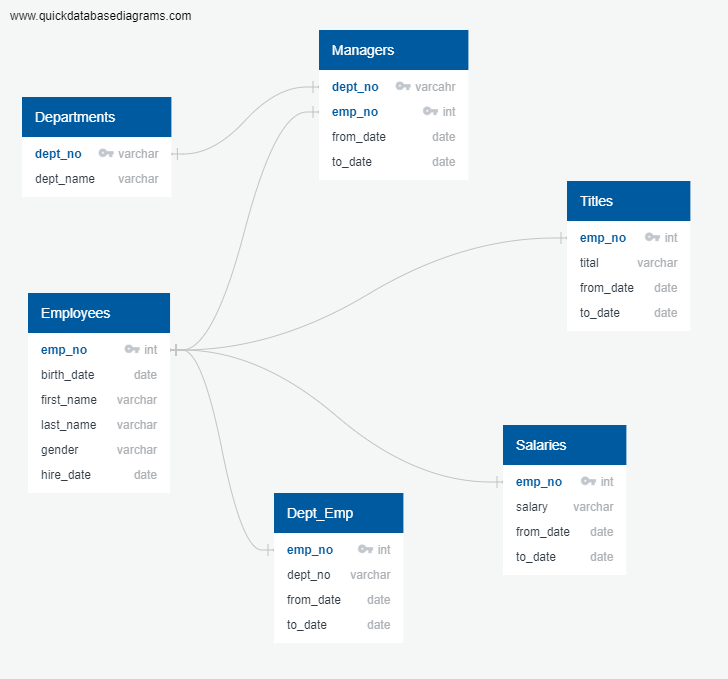 www.quickdatabasediagrams.com
Managers
dept_no varcahr
emp_no int
from_date date
to_date date
Departments
dept_no varchar
dept_name varchar
Titles
emp_no int
tital varchar
from_date date
to_date date
Employees
emp_no int
birth_date date
first_name varchar
last_name varchar
gender varchar
hire_date date
Salaries
emp_no int
salary varchar
from_date date
to_date date
Dept_Emp
emp_no int
dept_no varchar
from_date date
to_date date